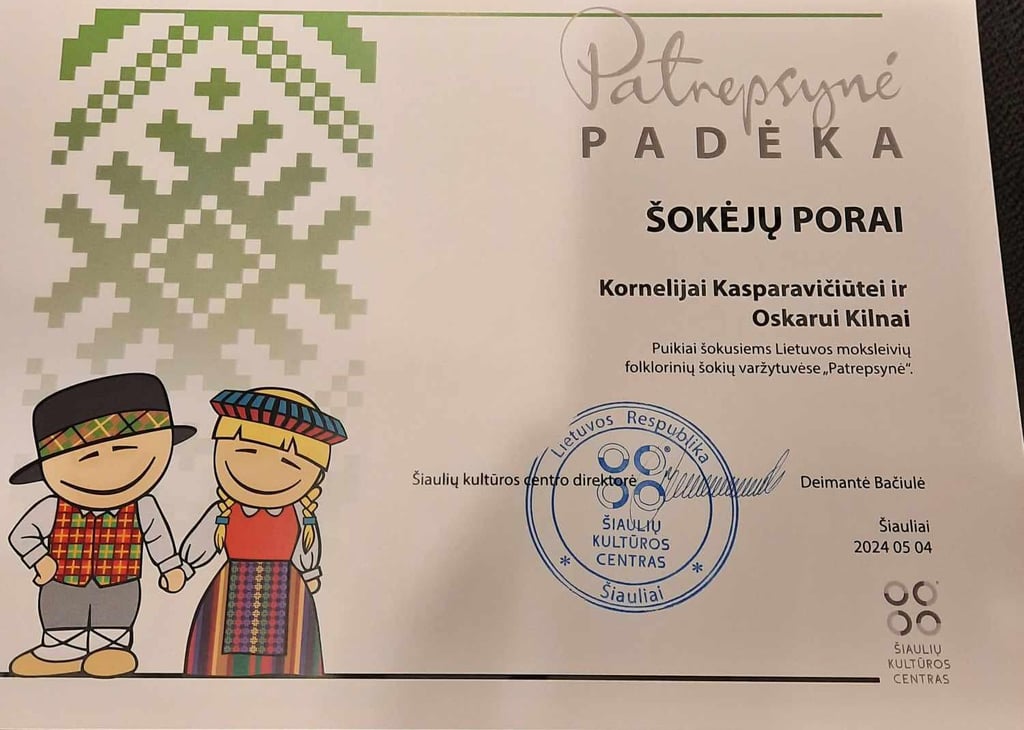 Patrepsynė
PADĖKA
ŠOKĖJŲ PORAI
Kornelijai Kasparavičiūtei ir
Oskarui Kilnai
Puikiai šokusiems Lietuvos moksleivių
folklorinių šokių varžytuvėse „Patrepsynė“.
Šiaulių kultūros centro direktorė
Deimantė Bačiulė
Lietuvos Respublika
ŠIAULIŲ
KULTŪROS
CENTRAS
* Šiauliai *
Šiauliai
2024 05 04
ŠIAULIŲ
KULTŪROS
CENTRAS